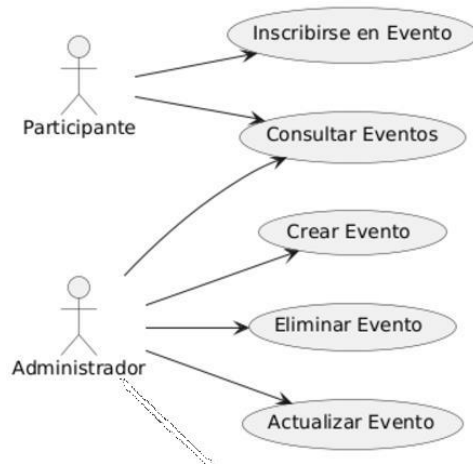 Inscribirse en Evento
Participante
Consultar Eventos
Crear Evento
Eliminar Evento
Administrador
Actualizar Evento